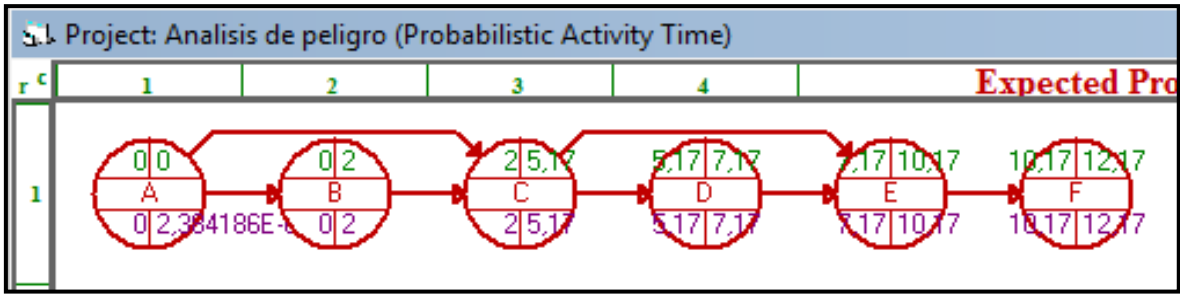 Project: Analisis de peligro (Probabilistic Activity Time)
r c 1 2 3 4 Expected Pro
0 0 0 2 2 5,17 5,17 7,17 7,17 10,17 10,17 12,17
1 A B C D E F
0 2,384186E- 0 2 2 5,17 5,17 7,17 7,17 10,17 10,17 12,17